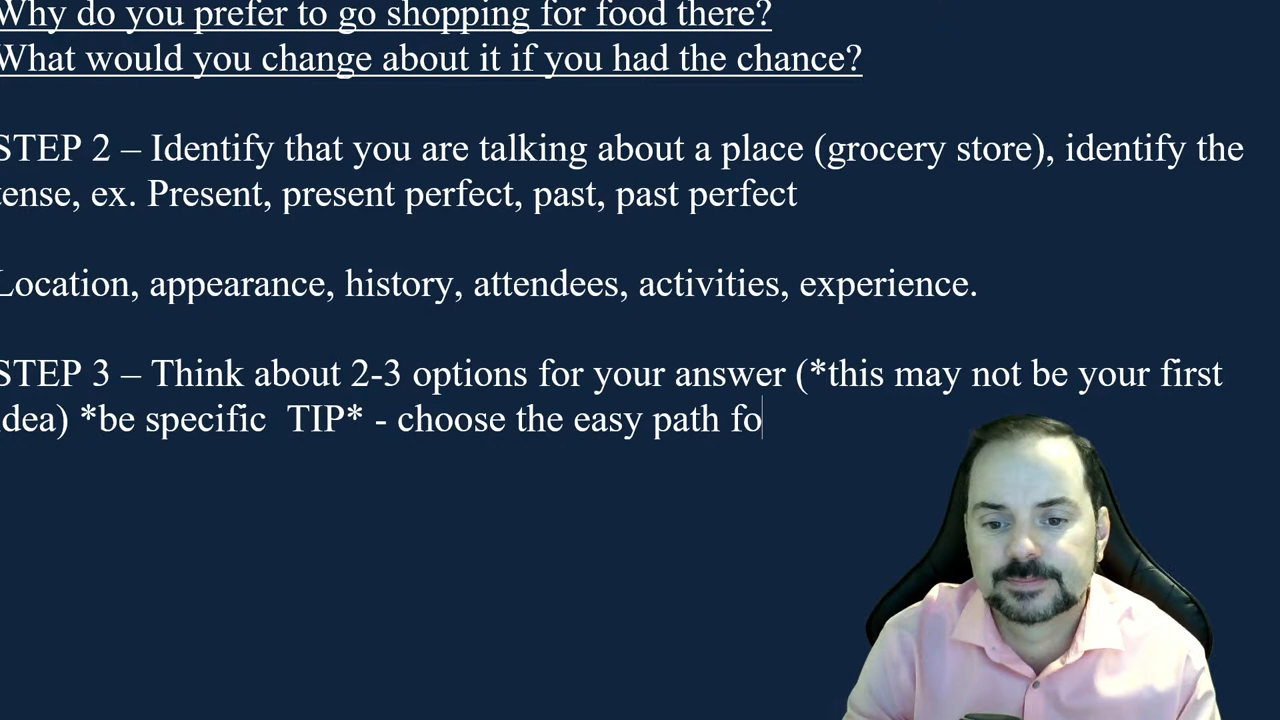 Why do you prefer to go shopping for food there?
What would you change about it if you had the chance?
STEP 2 – Identify that you are talking about a place (grocery store), identify the
tense, ex. Present, present perfect, past, past perfect
Location, appearance, history, attendees, activities, experience.
STEP 3 – Think about 2-3 options for your answer (*this may not be your first
idea) *be specific  TIP* - choose the easy path fo